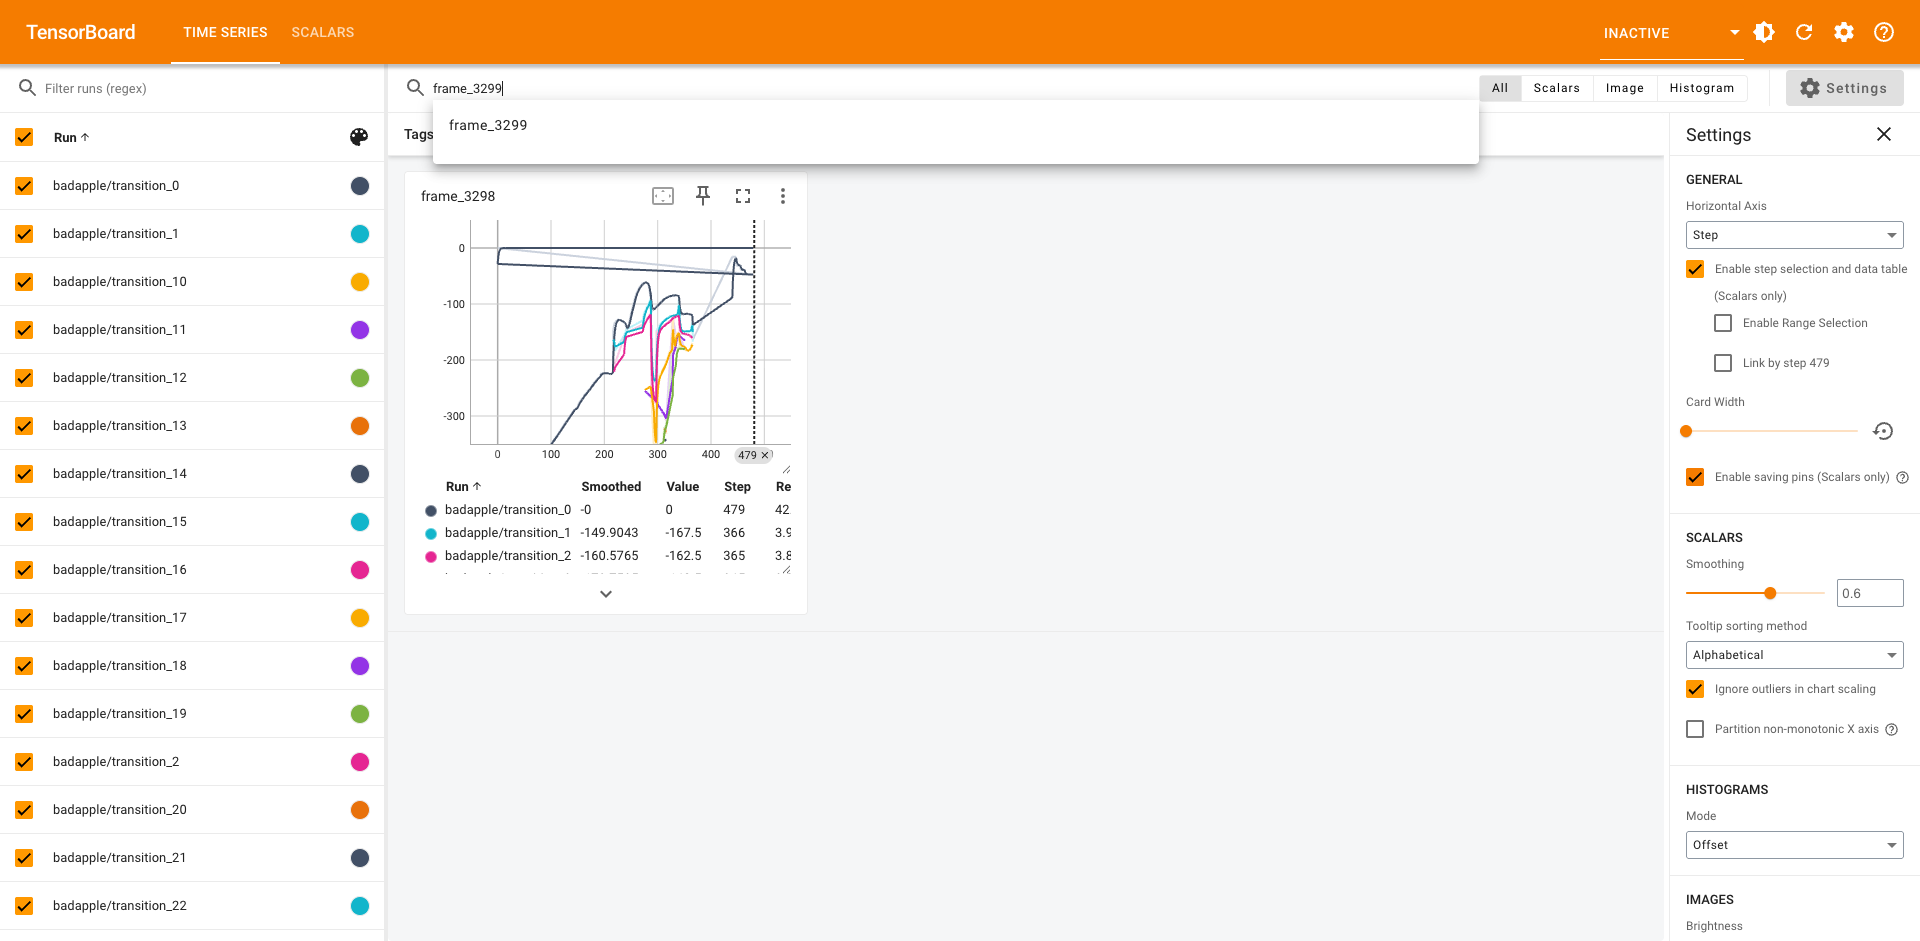 TensorBoard
TIME SERIES
SCALARS
INACTIVE
Filter runs (regex)
frame_3299
All
Scalars
Image
Histogram
Settings
frame_3299
Run
Tags
Settings
badapple/transition_0
badapple/transition_1
badapple/transition_10
badapple/transition_11
badapple/transition_12
badapple/transition_13
badapple/transition_14
badapple/transition_15
badapple/transition_16
badapple/transition_17
badapple/transition_18
badapple/transition_19
badapple/transition_2
badapple/transition_20
badapple/transition_21
badapple/transition_22
frame_3298
0
-100
-200
-300
0 100 200 300 400 479
Run Smoothed Value Step Re
badapple/transition_0 -0 0 479 42.
badapple/transition_1 -149.9043 -167.5 366 3.9
badapple/transition_2 -160.5765 -162.5 365 3.8
GENERAL
Horizontal Axis
Step
Enable step selection and data table
(Scalars only)
Enable Range Selection
Link by step 479
Card Width
Enable saving pins (Scalars only)
SCALARS
Smoothing
0.6
Tooltip sorting method
Alphabetical
Ignore outliers in chart scaling
Partition non-monotonic X axis
HISTOGRAMS
Mode
Offset
IMAGES
Brightness